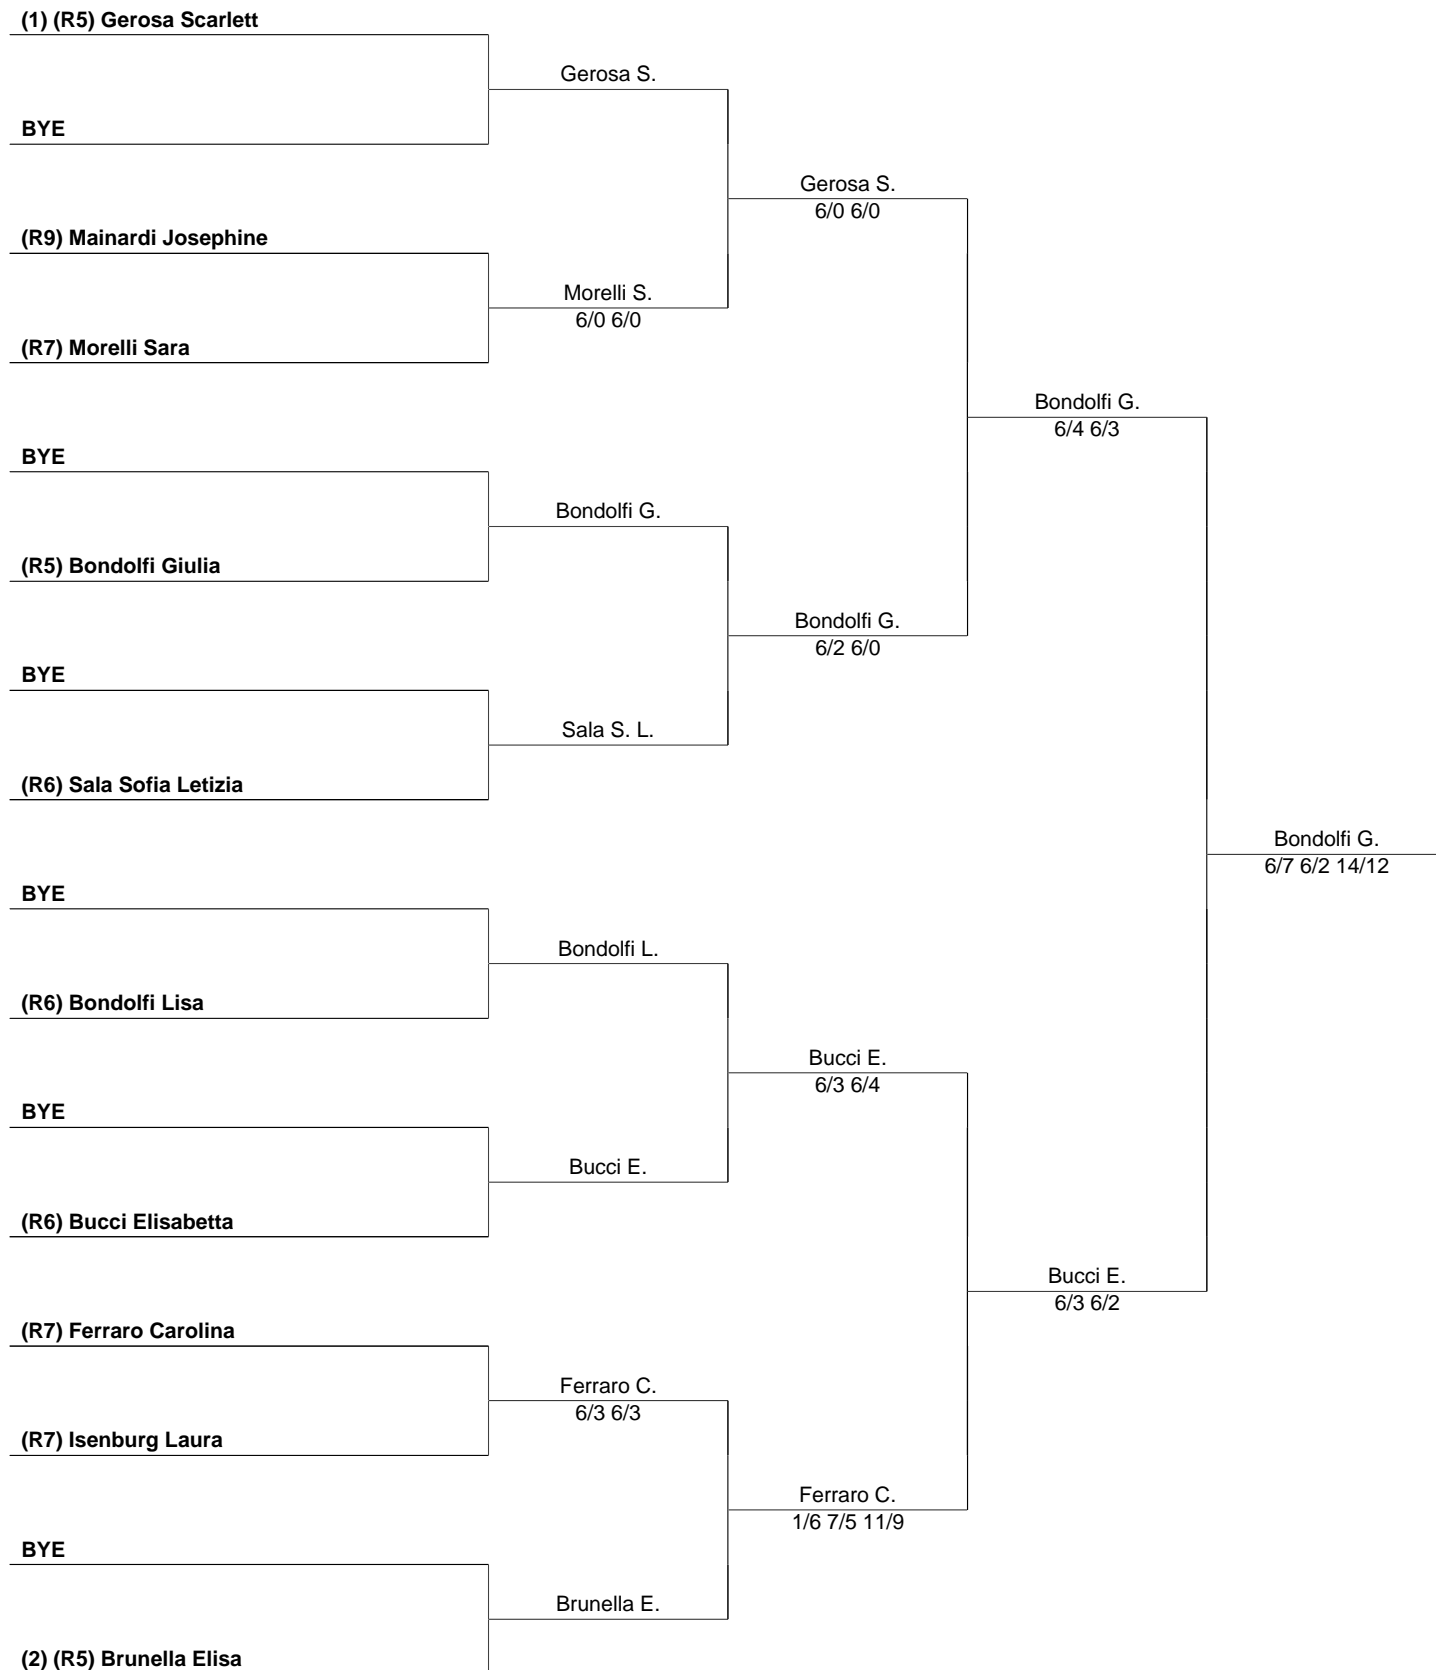 (1) (R5) Gerosa Scarlett
Gerosa S.
BYE
Gerosa S.
6/0 6/0
(R9) Mainardi Josephine
Morelli S.
6/0 6/0
(R7) Morelli Sara
Bondolfi G.
6/4 6/3
BYE
Bondolfi G.
(R5) Bondolfi Giulia
Bondolfi G.
6/2 6/0
BYE
Sala S. L.
(R6) Sala Sofia Letizia
Bondolfi G.
6/7 6/2 14/12
BYE
Bondolfi L.
(R6) Bondolfi Lisa
Bucci E.
6/3 6/4
BYE
Bucci E.
(R6) Bucci Elisabetta
Bucci E.
6/3 6/2
(R7) Ferraro Carolina
Ferraro C.
6/3 6/3
(R7) Isenburg Laura
Ferraro C.
1/6 7/5 11/9
BYE
Brunella E.
(2) (R5) Brunella Elisa